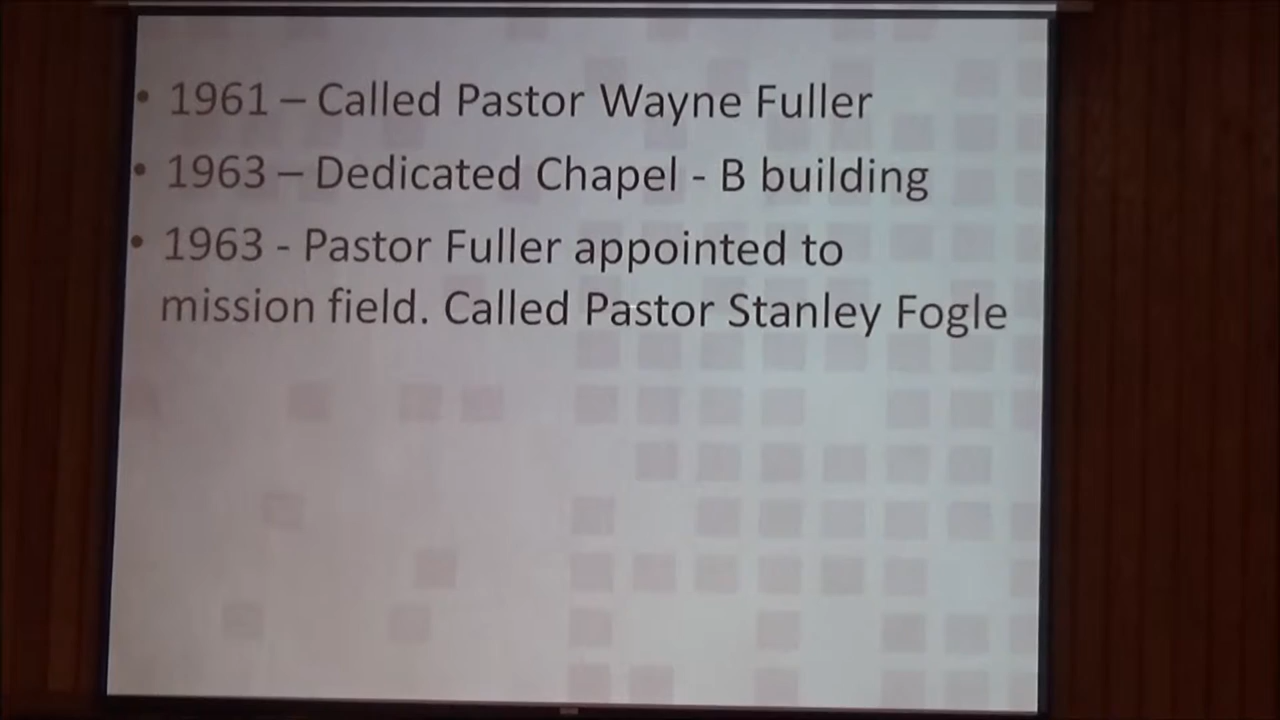 • 1961 – Called Pastor Wayne Fuller
• 1963 – Dedicated Chapel - B building
• 1963 - Pastor Fuller appointed to
mission field. Called Pastor Stanley Fogle